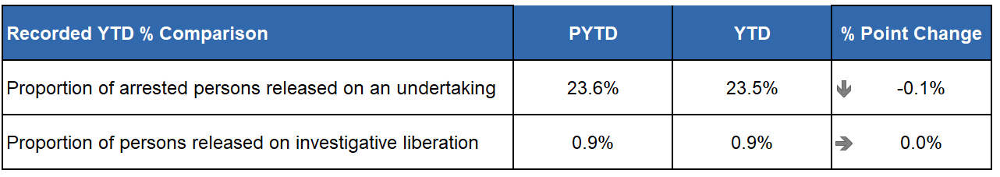 Recorded YTD % Comparison PYTD YTD % Point Change
Proportion of arrested persons released on an undertaking 23.6% 23.5% -0.1%
Proportion of persons released on investigative liberation 0.9% 0.9% 0.0%